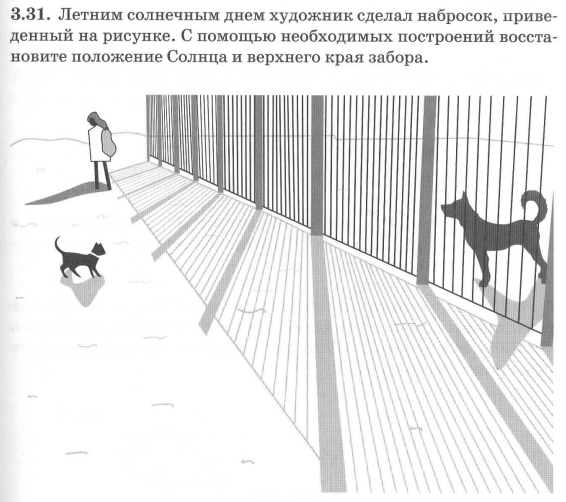 3.31. Летним солнечным днем художник сделал набросок, приве-
денный на рисунке. С помощью необходимых построений восста-
новите положение Солнца и верхнего края забора.